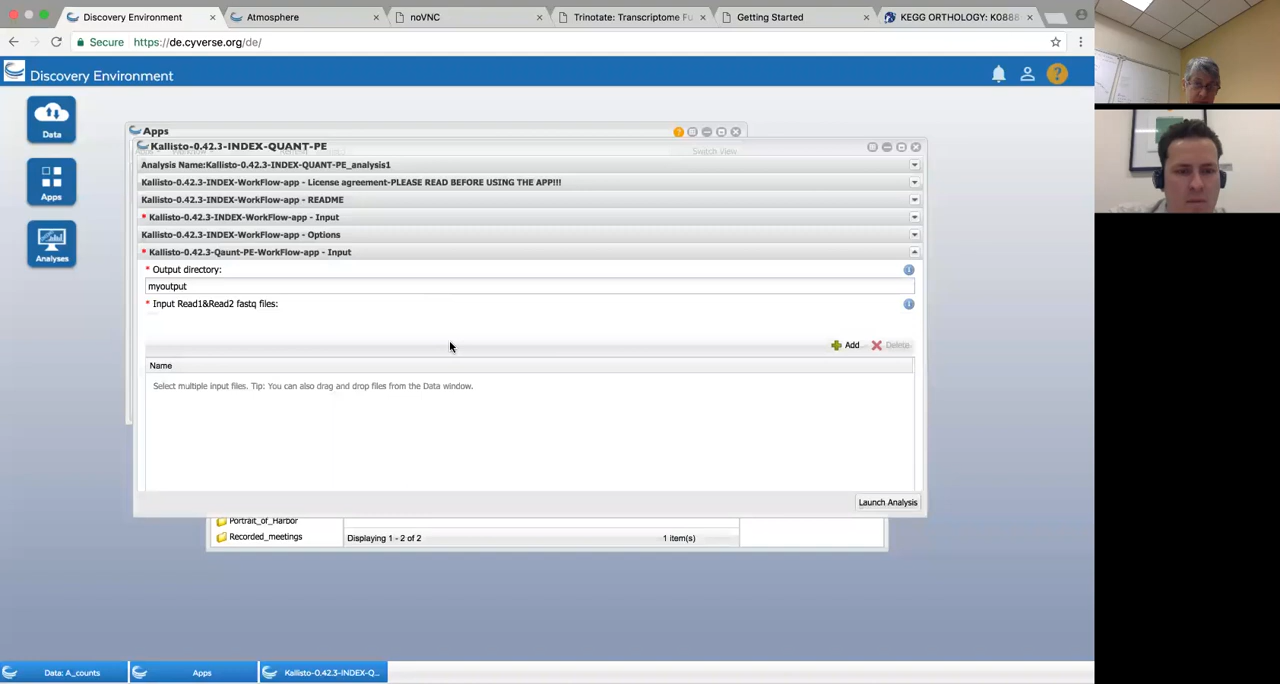 Discovery Environment
Atmosphere
noVNC
Trinotate: Transcriptome Fu
Getting Started
KEGG ORTHOLOGY: K0888
Secure
https://de.cyverse.org/de/
Discovery Environment
Data
Apps
Analyses
Apps
Switch View
Kallisto-0.42.3-INDEX-QUANT-PE
Analysis Name:Kallisto-0.42.3-INDEX-QUANT-PE_analysis1
Kallisto-0.42.3-INDEX-WorkFlow-app - License agreement-PLEASE READ BEFORE USING THE APP!!!
Kallisto-0.42.3-INDEX-WorkFlow-app - README
* Kallisto-0.42.3-INDEX-WorkFlow-app - Input
Kallisto-0.42.3-INDEX-WorkFlow-app - Options
* Kallisto-0.42.3-Qaunt-PE-WorkFlow-app - Input
* Output directory:
myoutput
* Input Read1&Read2 fastq files:
Add
Delete
Name
Select multiple input files. Tip: You can also drag and drop files from the Data window.
Launch Analysis
Portrait_of_Harbor
Recorded_meetings
Displaying 1 - 2 of 2
1 item(s)
Data: A_counts
Apps
Kallisto-0.42.3-INDEX-Q...